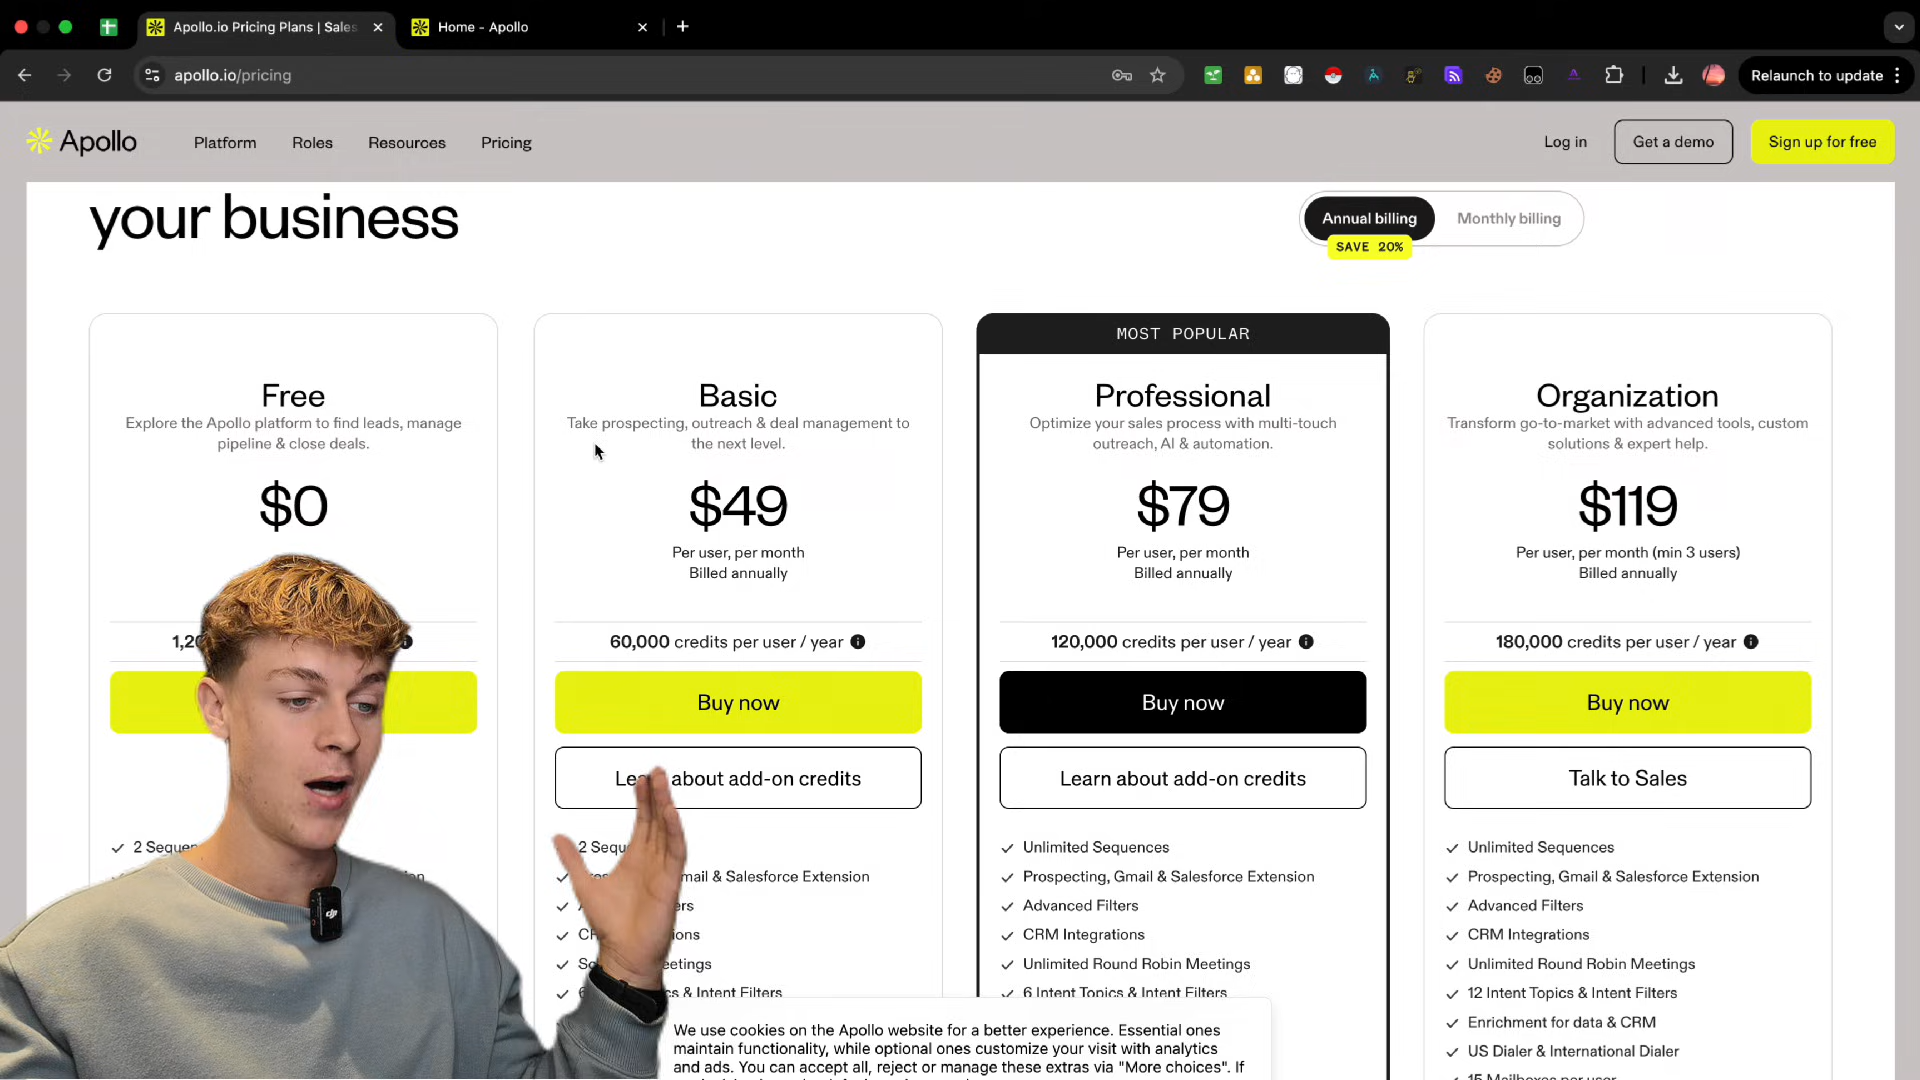 Apollo.io Pricing Plans | Sales
Home - Apollo
apollo.io/pricing
Relaunch to update
Apollo
Platform
Roles
Resources
Pricing
Log in
Get a demo
Sign up for free
your business
Annual billing
Monthly billing
SAVE 20%
Free
Explore the Apollo platform to find leads, manage
pipeline & close deals.
$0
Basic
Take prospecting, outreach & deal management to
the next level.
$49
Per user, per month
Billed annually
60,000 credits per user / year
Buy now
Learn about add-on credits
2 Sequ
mail & Salesforce Extension
MOST POPULAR
Professional
Optimize your sales process with multi-touch
outreach, AI & automation.
$79
Per user, per month
Billed annually
120,000 credits per user / year
Buy now
Learn about add-on credits
Unlimited Sequences
Prospecting, Gmail & Salesforce Extension
Advanced Filters
CRM Integrations
Unlimited Round Robin Meetings
6 Intent Topics & Intent Filters
Organization
Transform go-to-market with advanced tools, custom
solutions & expert help.
$119
Per user, per month (min 3 users)
Billed annually
180,000 credits per user / year
Buy now
Talk to Sales
Unlimited Sequences
Prospecting, Gmail & Salesforce Extension
Advanced Filters
CRM Integrations
Unlimited Round Robin Meetings
12 Intent Topics & Intent Filters
Enrichment for data & CRM
US Dialer & International Dialer
15 Mailboxes per user
We use cookies on the Apollo website for a better experience. Essential ones
maintain functionality, while optional ones customize your visit with analytics
and ads. You can accept all, reject or manage these extras via "More choices". If